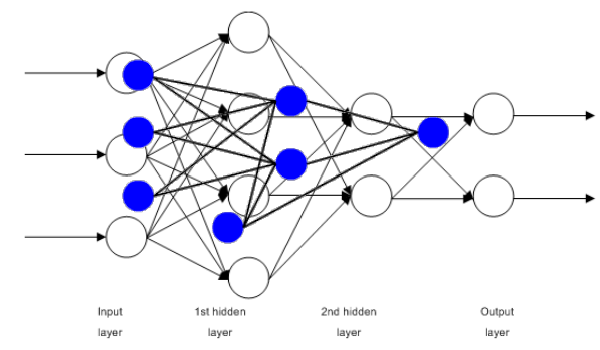 Input 1st hidden 2nd hidden Output
layer layer layer layer